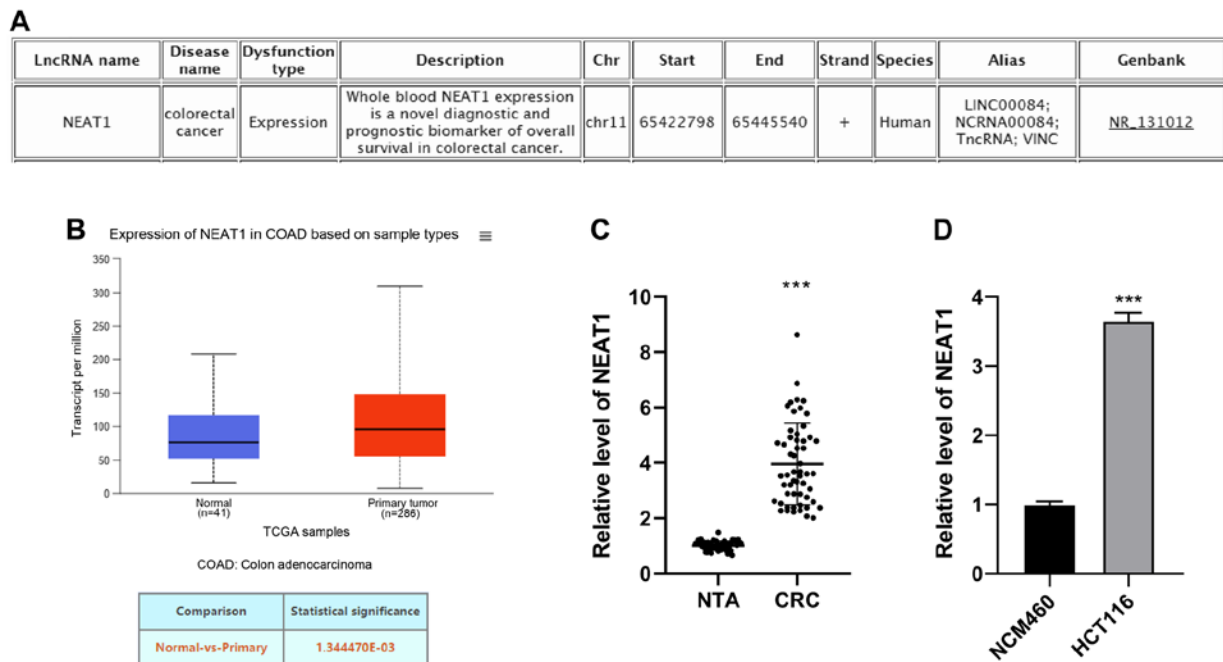 A
LncRNA name
Disease
name
Dysfunction
type
Description
Chr
Start
End
Strand
Species
Alias
Genbank
NEAT1
colorectal
cancer
Expression
Whole blood NEAT1 expression
is a novel diagnostic and
prognostic biomarker of overall
survival in colorectal cancer.
chr11
65422798
65445540
+
Human
LINC00084;
NCRNA00084;
TncRNA; VINC
NR_131012
B
Expression of NEAT1 in COAD based on sample types
Transcript per million
350
300
250
200
150
100
50
0
Normal
(n=41)
Primary tumor
(n=286)
TCGA samples
COAD: Colon adenocarcinoma
Comparison
Statistical significance
Normal-vs-Primary
1.344470E-03
C
Relative level of NEAT1
10
8
6
4
2
0
***
NTA
CRC
D
Relative level of NEAT1
4
3
2
1
0
***
NCM460
HCT116